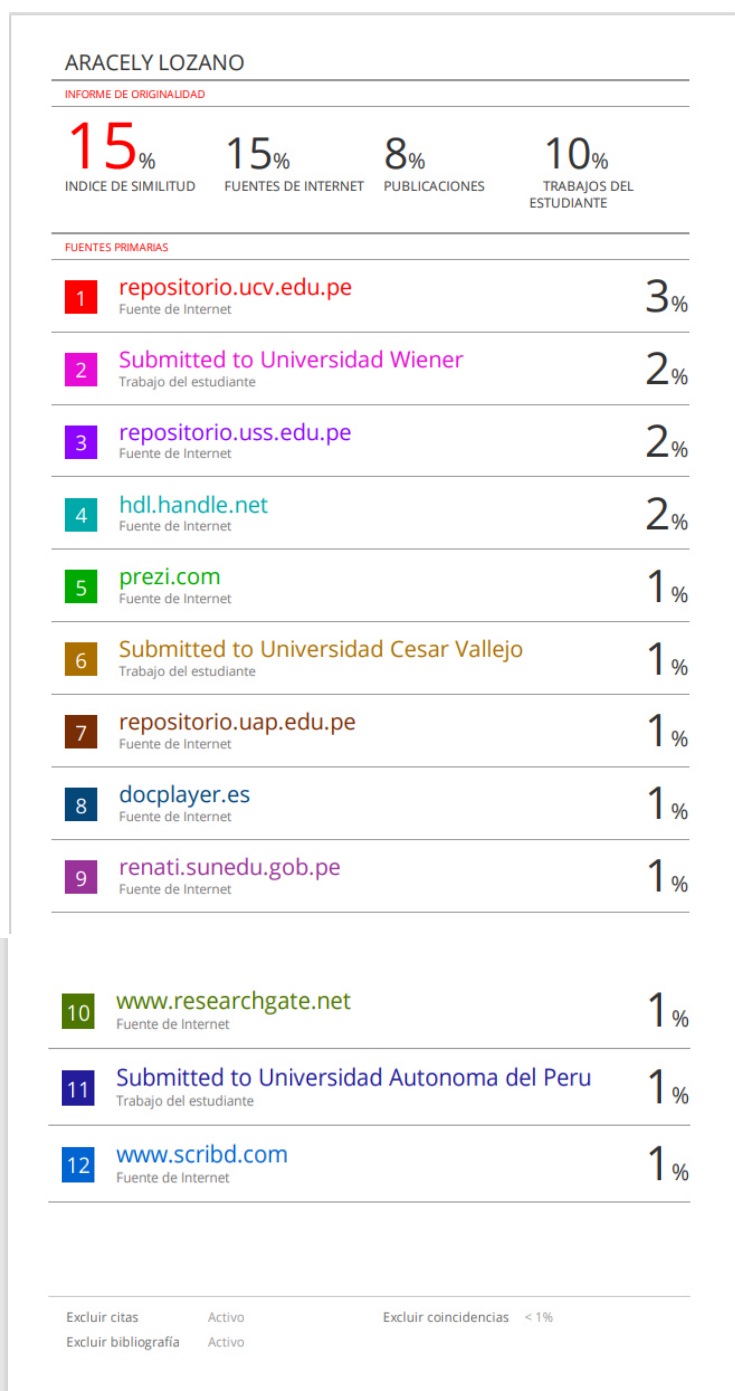 ARACELY LOZANO
INFORME DE ORIGINALIDAD
15% 15% 8% 10%
INDICE DE SIMILITUD FUENTES DE INTERNET PUBLICACIONES TRABAJOS DEL
ESTUDIANTE
FUENTES PRIMARIAS
1 repositorio.ucv.edu.pe 3%
Fuente de Internet
2 Submitted to Universidad Wiener 2%
Trabajo del estudiante
3 repositorio.uss.edu.pe 2%
Fuente de Internet
4 hdl.handle.net 2%
Fuente de Internet
5 prezi.com 1%
Fuente de Internet
6 Submitted to Universidad Cesar Vallejo 1%
Trabajo del estudiante
7 repositorio.uap.edu.pe 1%
Fuente de Internet
8 docplayer.es 1%
Fuente de Internet
9 renati.sunedu.gob.pe 1%
Fuente de Internet
10 www.researchgate.net 1%
Fuente de Internet
11 Submitted to Universidad Autonoma del Peru 1%
Trabajo del estudiante
12 www.scribd.com 1%
Fuente de Internet
Excluir citas Activo Excluir coincidencias < 1%
Excluir bibliografía Activo